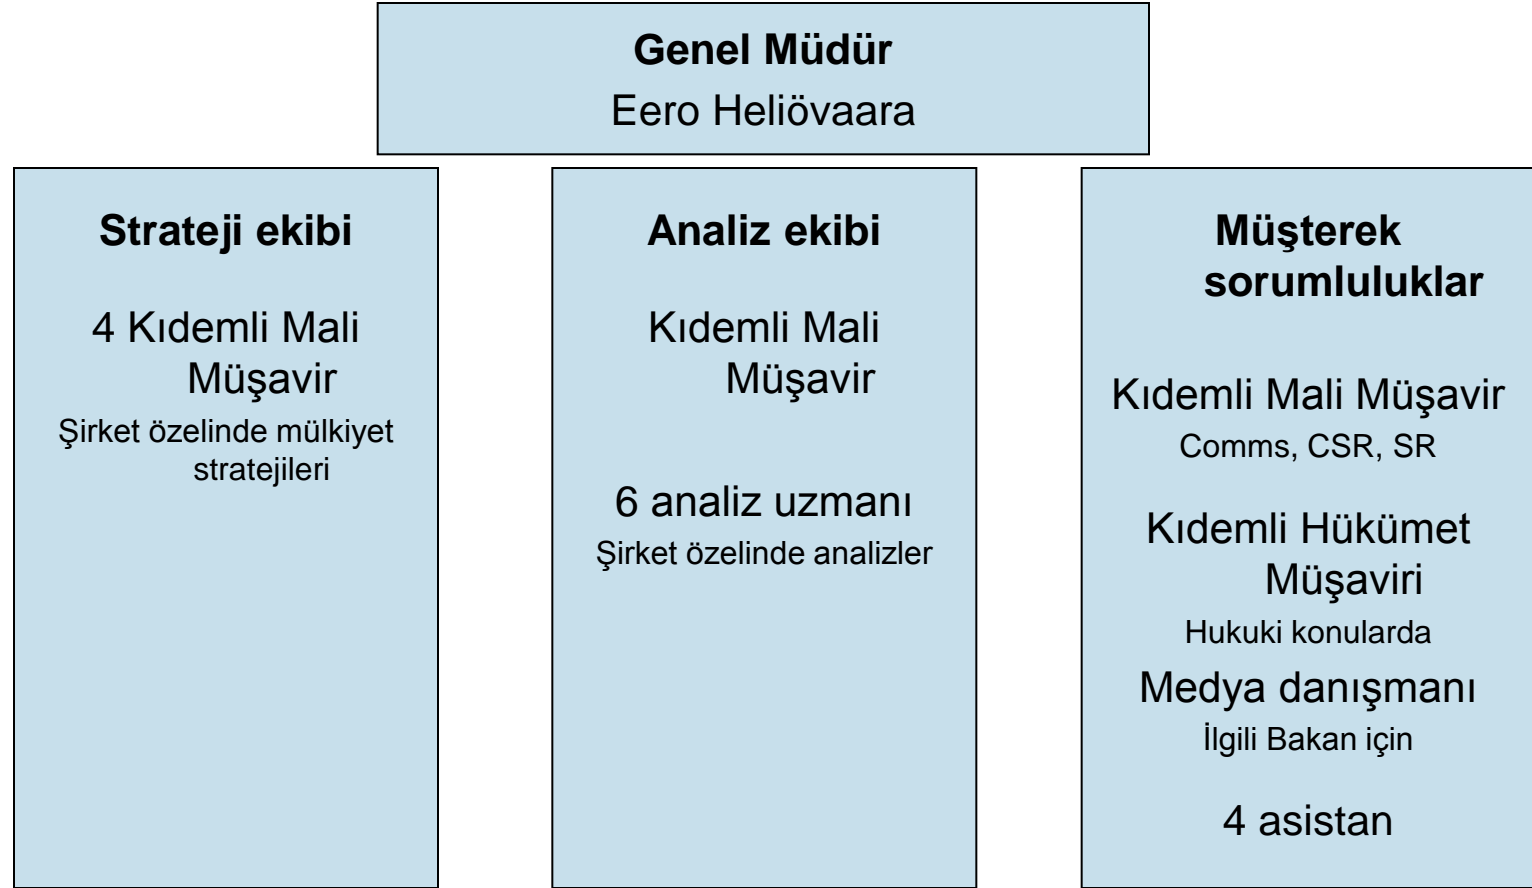 Genel Müdür
Eero Heliövaara
Strateji ekibi
4 Kıdemli Mali
Müşavir
Şirket özelinde mülkiyet
stratejileri
Analiz ekibi
Kıdemli Mali
Müşavir
6 analiz uzmanı
Şirket özelinde analizler
Müşterek
sorumluluklar
Kıdemli Mali Müşavir
Comms, CSR, SR
Kıdemli Hükümet
Müşaviri
Hukuki konularda
Medya danışmanı
İlgili Bakan için
4 asistan